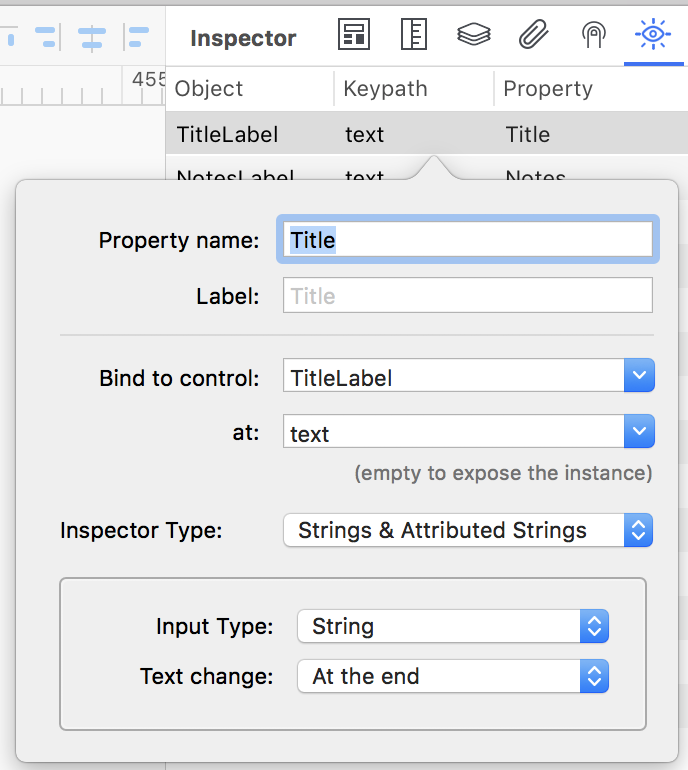 Inspector
455
Object Keypath Property
TitleLabel text Title
NotesLabel text Notes
Property name: Title
Label: Title
Bind to control: TitleLabel
at: text
(empty to expose the instance)
Inspector Type: Strings & Attributed Strings
Input Type: String
Text change: At the end